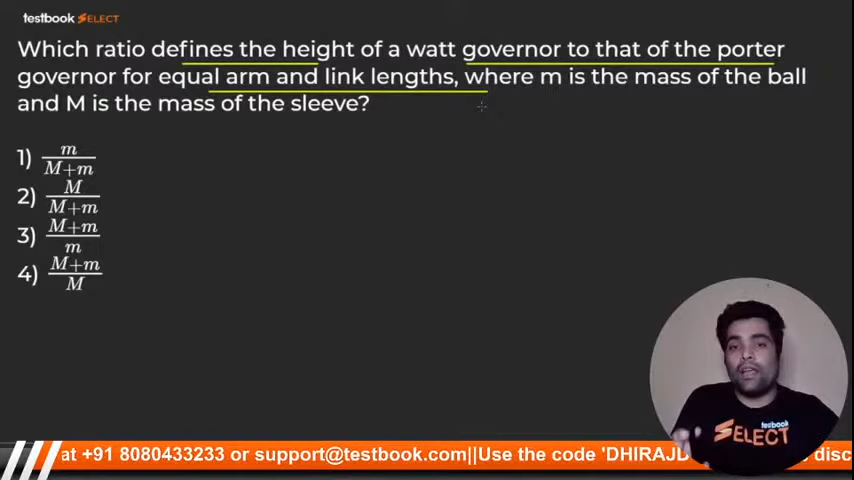 testbook SELECT
Which ratio defines the height of a watt governor to that of the porter
governor for equal arm and link lengths, where m is the mass of the ball
and M is the mass of the sleeve?
1) m/(M+m)
2) M/(M+m)
3) (M+m)/m
4) (M+m)/M
testbook
SELECT
at +91 8080433233 or support@testbook.com||Use the code 'DHIRAJD disc